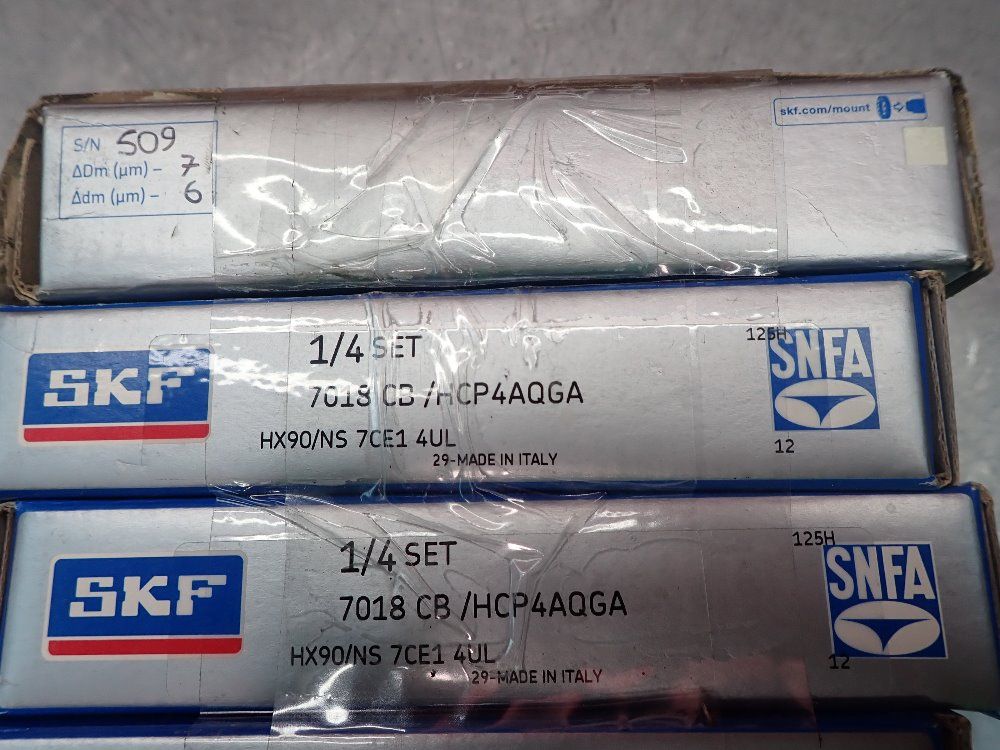 S/N 509
ΔDm (μm) - 7
Δdm (μm) - 6
skf.com/mount
SKF
1/4 SET
7018 CB /HCP4AQGA
HX90/NS 7CE1 4UL
29-MADE IN ITALY
125H
SNFA
12
SKF
1/4 SET
7018 CB /HCP4AQGA
HX90/NS 7CE1 4UL
29-MADE IN ITALY
125H
SNFA
12